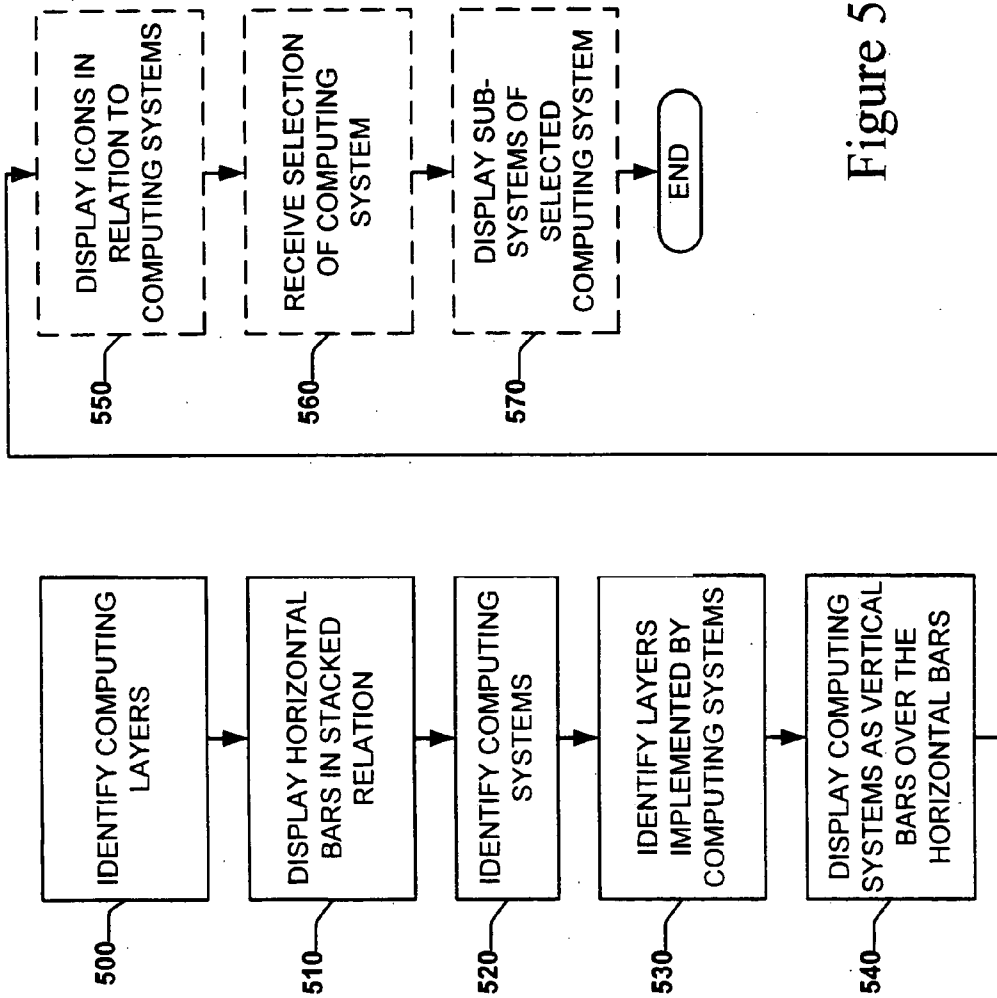 500
IDENTIFY COMPUTING
LAYERS
510
DISPLAY HORIZONTAL
BARS IN STACKED
RELATION
520
IDENTIFY COMPUTING
SYSTEMS
530
IDENTIFY LAYERS
IMPLEMENTED BY
COMPUTING SYSTEMS
540
DISPLAY COMPUTING
SYSTEMS AS VERTICAL
BARS OVER THE
HORIZONTAL BARS
550
DISPLAY ICONS IN
RELATION TO
COMPUTING SYSTEMS
560
RECEIVE SELECTION
OF COMPUTING
SYSTEM
570
DISPLAY SUB-
SYSTEMS OF
SELECTED
COMPUTING SYSTEM
END
Figure 5